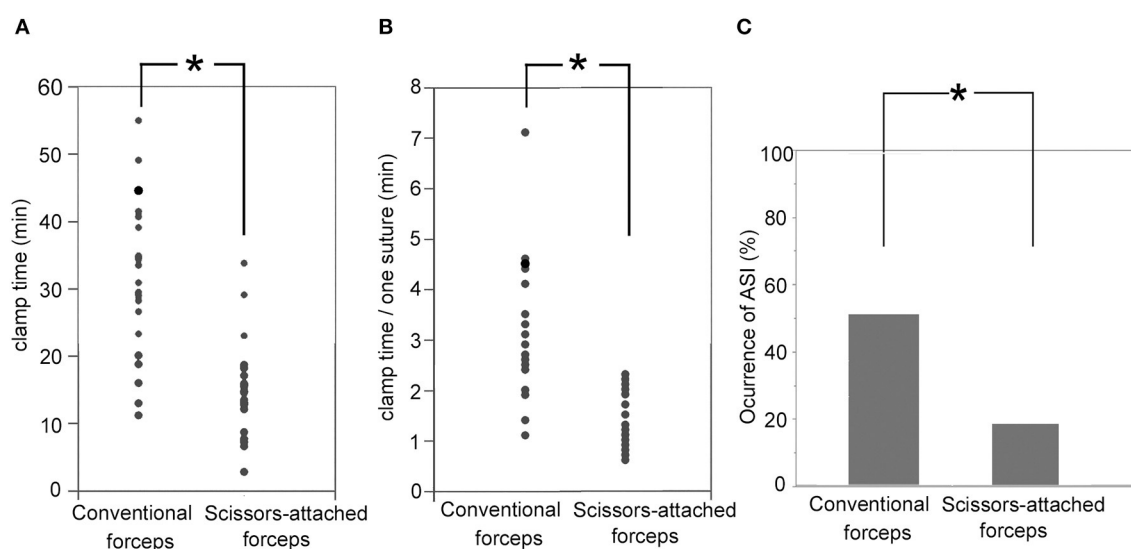 A
*
60
50
40
30
20
10
0
clamp time (min)
Conventional
forceps
Scissors-attached
forceps
B
*
8
7
6
5
4
3
2
1
0
clamp time / one suture (min)
Conventional
forceps
Scissors-attached
forceps
C
*
100
80
60
40
20
0
Ocurrence of ASI (%)
Conventional
forceps
Scissors-attached
forceps